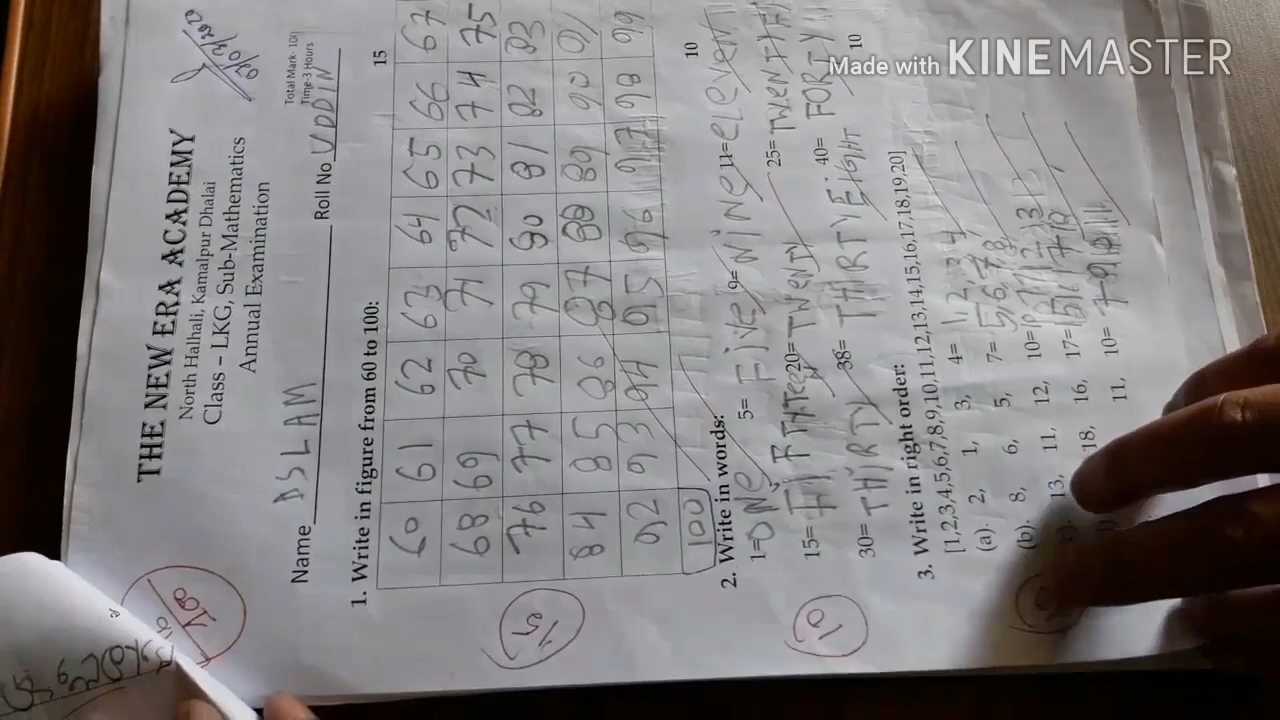 Made with KINEMASTER
THE NEW ERA ACADEMY
North Halhali, Kamalpur Dhalai
Class – LKG, Sub-Mathematics
Annual Examination
Total Mark- 10
Time-3 Hours
Name ISLAM Roll No UDDIN
1. Write in figure from 60 to 100: 15
60 61 62 63 64 65 66 67
68 69 70 71 72 73 74 75
76 77 78 79 80 81 82 83
84 85 86 87 88 89 90 91
92 93 94 95 96 97 98 99
100
15
2. Write in words: 10
1= ONE 5= Five 9= NiNe 11= eLeven
15= FIFTHTeen 20= TWENTY 25= TWENTY
30= THIRTY 38= THIRTY EIGHT 40= FORTY
10
3. Write in right order: 10
[1,2,3,4,5,6,7,8,9,10,11,12,13,14,15,16,17,18,19,20]
(a). 2, 1, 3, 4= 1, 2, 3, 4
(b). 8, 6, 5, 7= 5, 6, 7, 8
13, 11, 12, 10=
18, 16, 17=
11, 10=
100